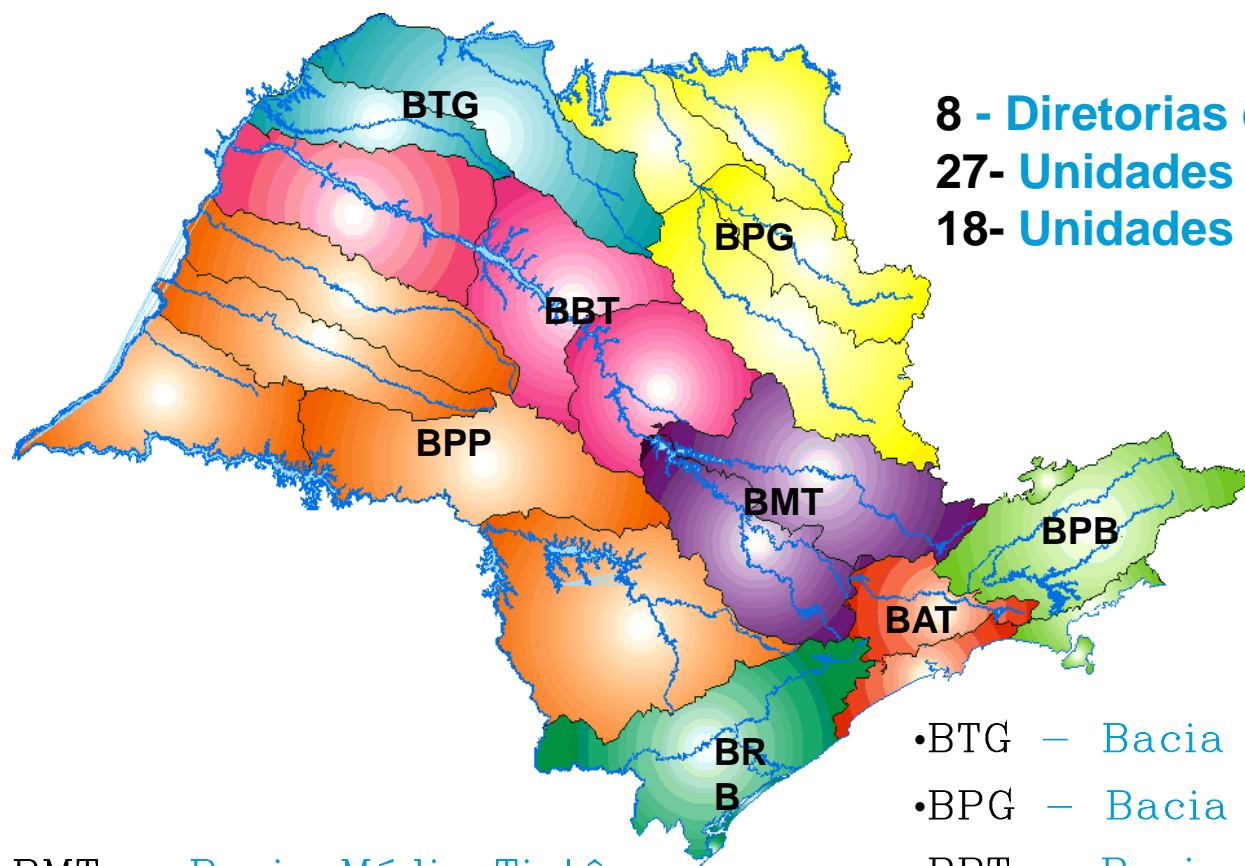 BTG
8 - Diretorias
27- Unidades
18- Unidades
BPG
BBT
BPP
BMT
BPB
BAT
BR
B
•BTG – Bacia
•BPG – Bacia